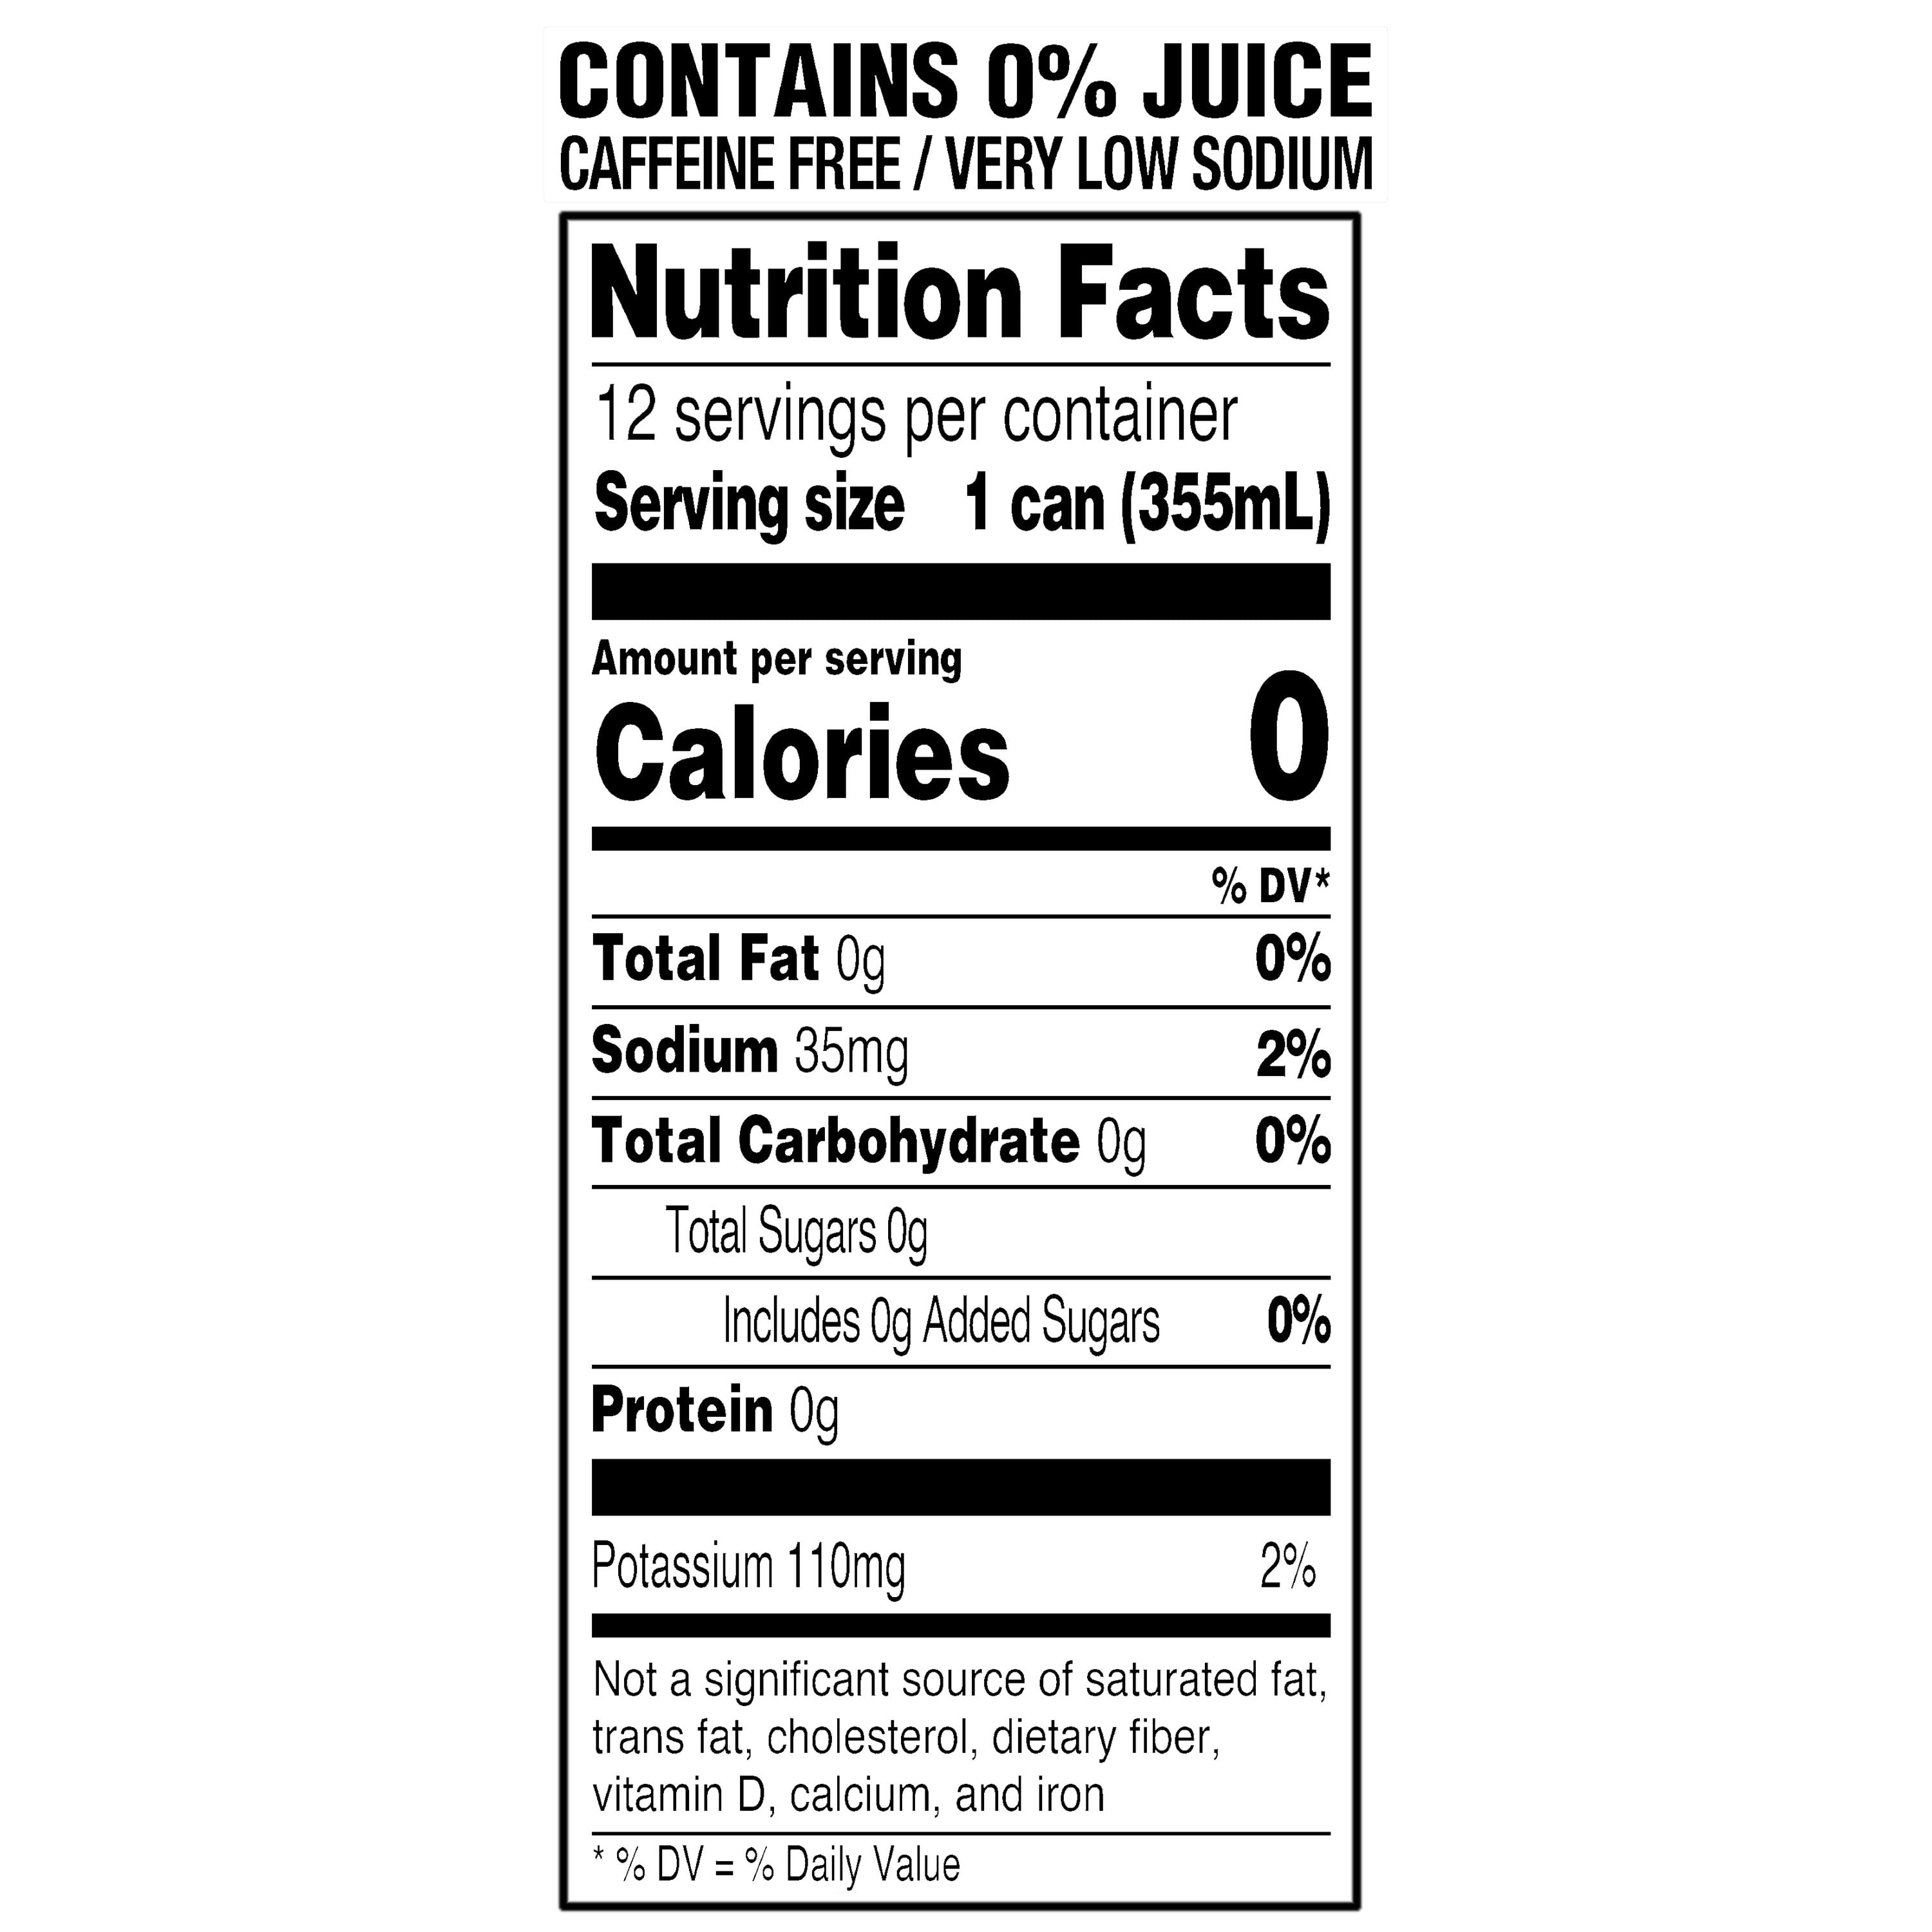 CONTAINS 0% JUICE
CAFFEINE FREE / VERY LOW SODIUM
Nutrition Facts
12 servings per container
Serving size 1 can (355mL)
Amount per serving
Calories 0
% DV*
Total Fat 0g 0%
Sodium 35mg 2%
Total Carbohydrate 0g 0%
Total Sugars 0g
Includes 0g Added Sugars 0%
Protein 0g
Potassium 110mg 2%
Not a significant source of saturated fat,
trans fat, cholesterol, dietary fiber,
vitamin D, calcium, and iron
* % DV = % Daily Value